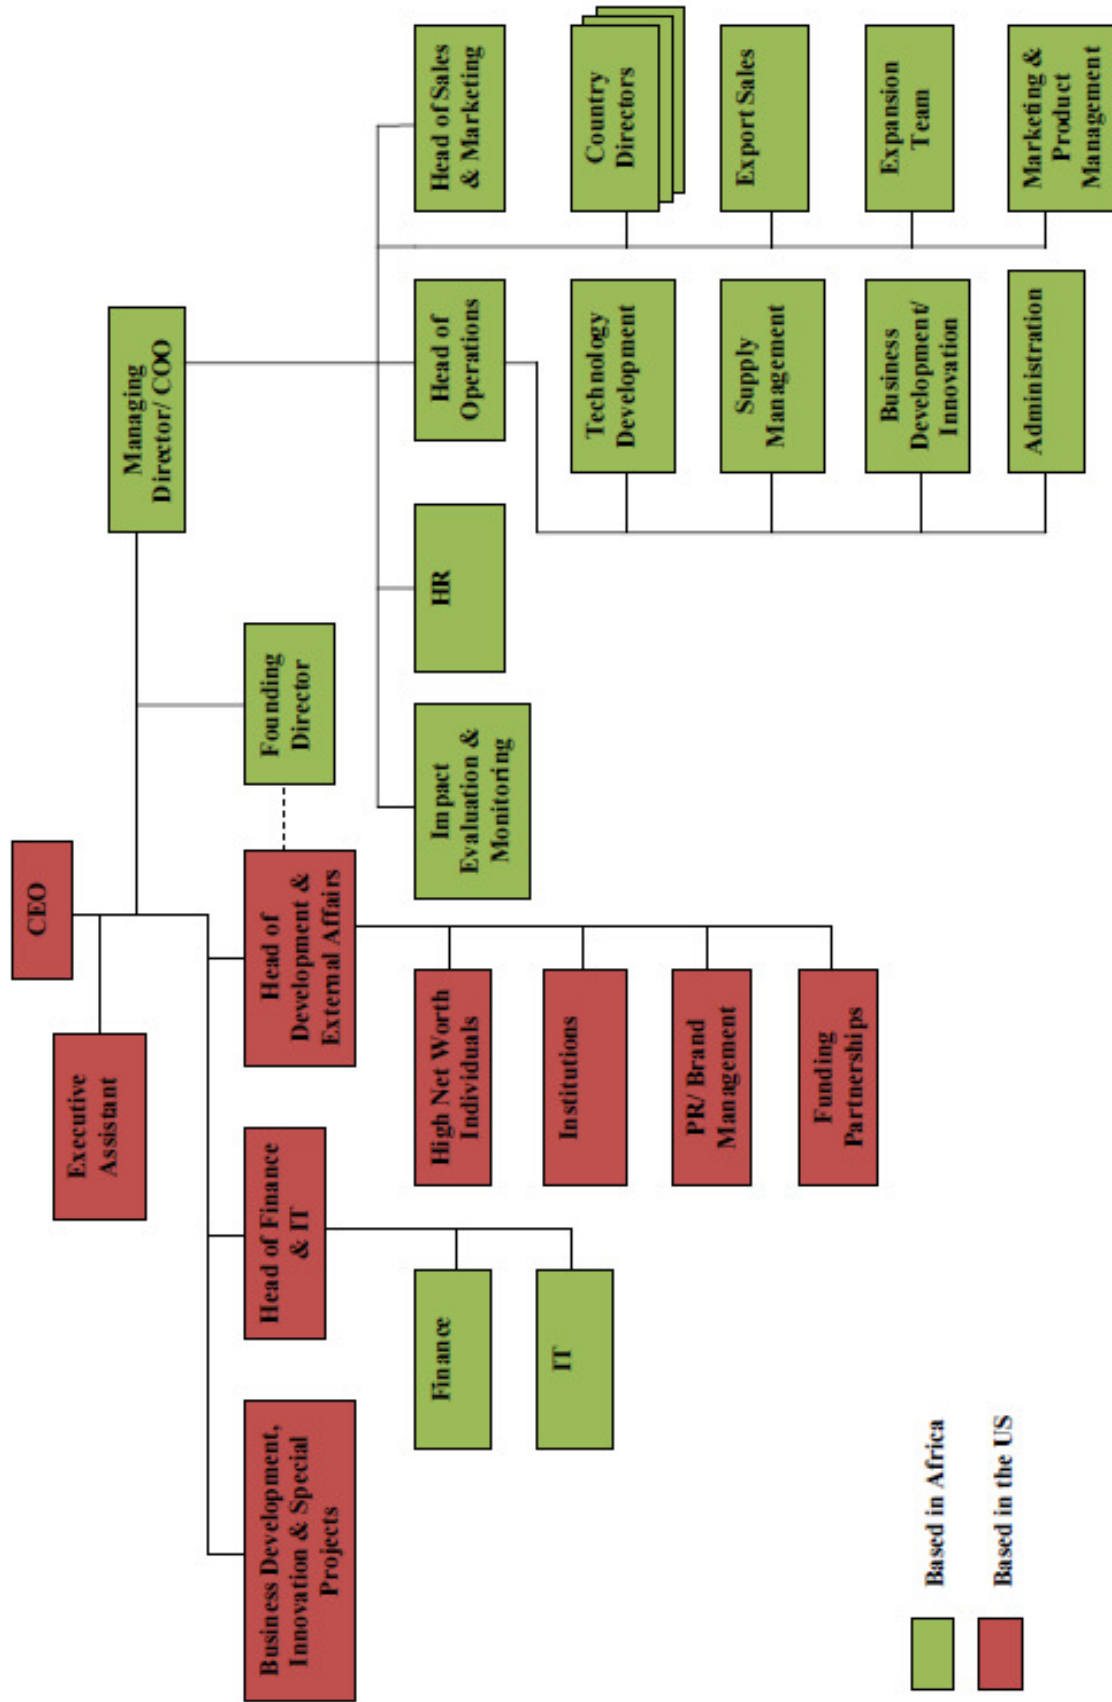 CEO
Executive
Assistant
Managing
Director/ COO
Business Development,
Innovation & Special
Projects
Head of Finance
& IT
Head of
Development &
External Affairs
Founding
Director
Finance
IT
High Net Worth
Individuals
Institutions
PR/ Brand
Management
Funding
Partnerships
Impact
Evaluation &
Monitoring
HR
Head of
Operations
Head of Sales
& Marketing
Technology
Development
Supply
Management
Business
Development/
Innovation
Administration
Country
Directors
Export Sales
Expansion
Team
Marketing &
Product
Management
Based in Africa
Based in the US